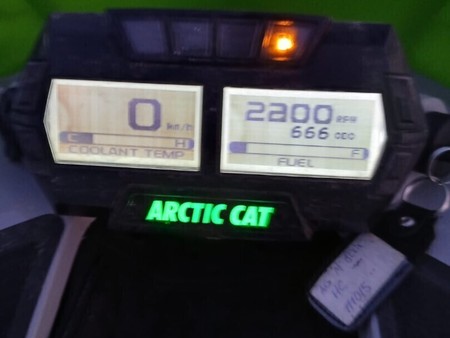 0 km/h
C H
COOLANT TEMP
2200 RPM
666 ODO
F
FUEL
ARCTIC CAT